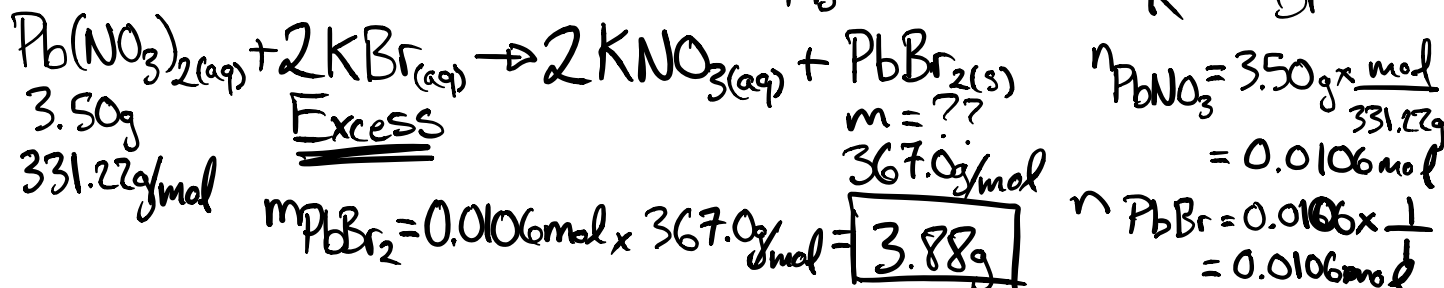 Pb(NO₃)₂(aq) + 2KBr(aq) → 2KNO₃(aq) + PbBr₂(s)
3.50g Excess m = ??
331.22g/mol 367.0g/mol
mPbBr₂ = 0.0106mol x 367.0g/mol = 3.88g
nPbNO₃ = 3.50g x mol/331.22g
= 0.0106mol
nPbBr = 0.0106 x 1/1
= 0.0106mol